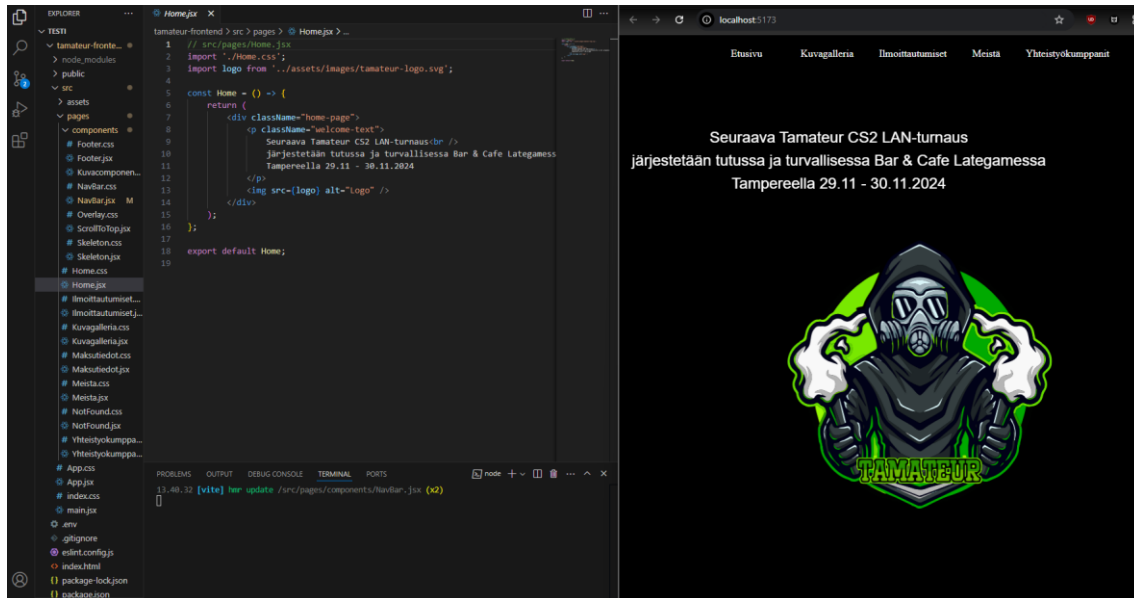 EXPLORER
TESTI
tamateur-fronte...
node_modules
public
src
assets
pages
components
# Footer.css
Footer.jsx
Kuvacomponen...
# NavBar.css
NavBar.jsx M
# Overlay.css
ScrollToTop.jsx
# Skeleton.css
Skeleton.jsx
# Home.css
Home.jsx
# ilmoittautumiset....
Ilmoittautumiset.j...
# Kuvagalleria.css
Kuvagalleria.jsx
# Maksutiedot.css
Maksutiedot.jsx
# Meista.css
Meista.jsx
# NotFound.css
NotFound.jsx
# Yhteistyokumppa...
Yhteistyokumppa...
# App.css
App.jsx
# index.css
main.jsx
.env
.gitignore
eslint.config.js
index.html
{} package-lock.json
{} package.json
Home.jsx
tamateur-frontend > src > pages > Home.jsx > ...
1 // src/pages/Home.jsx
2 import './Home.css';
3 import logo from '../assets/images/tamateur-logo.svg';
4
5 const Home = () => {
6 return (
7 <div className="home-page">
8 <p className="welcome-text">
9 Seuraava Tamateur CS2 LAN-turnaus<br />
10 järjestetään tutussa ja turvallisessa Bar & Cafe Lategamess
11 Tampereella 29.11 - 30.11.2024
12 </p>
13 <img src={logo} alt="Logo" />
14 </div>
15 );
16 };
17
18 export default Home;
19
PROBLEMS OUTPUT DEBUG CONSOLE TERMINAL PORTS
node
13.40.32 [vite] hmr update /src/pages/components/NavBar.jsx (x2)
localhost:5173
Etusivu Kuvagalleria Ilmoittautumiset Meistä Yhteistyökumppanit
Seuraava Tamateur CS2 LAN-turnaus
järjestetään tutussa ja turvallisessa Bar & Cafe Lategamessa
Tampereella 29.11 - 30.11.2024
TAMATEUR